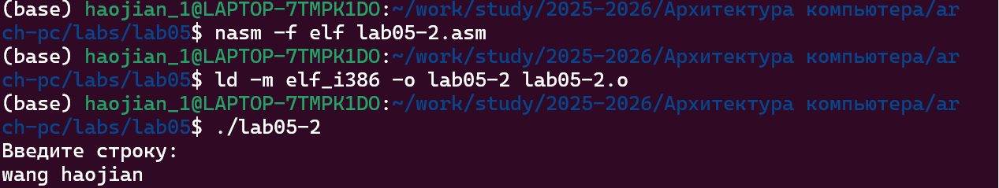 (base) haojian_1@LAPTOP-7TMPK1DO:~/work/study/2025-2026/Архитектура компьютера/ar
ch-pc/labs/lab05$ nasm -f elf lab05-2.asm
(base) haojian_1@LAPTOP-7TMPK1DO:~/work/study/2025-2026/Архитектура компьютера/ar
ch-pc/labs/lab05$ ld -m elf_i386 -o lab05-2 lab05-2.o
(base) haojian_1@LAPTOP-7TMPK1DO:~/work/study/2025-2026/Архитектура компьютера/ar
ch-pc/labs/lab05$ ./lab05-2
Введите строку:
wang haojian